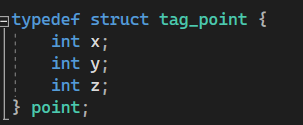 typedef struct tag_point {
    int x;
    int y;
    int z;
} point;